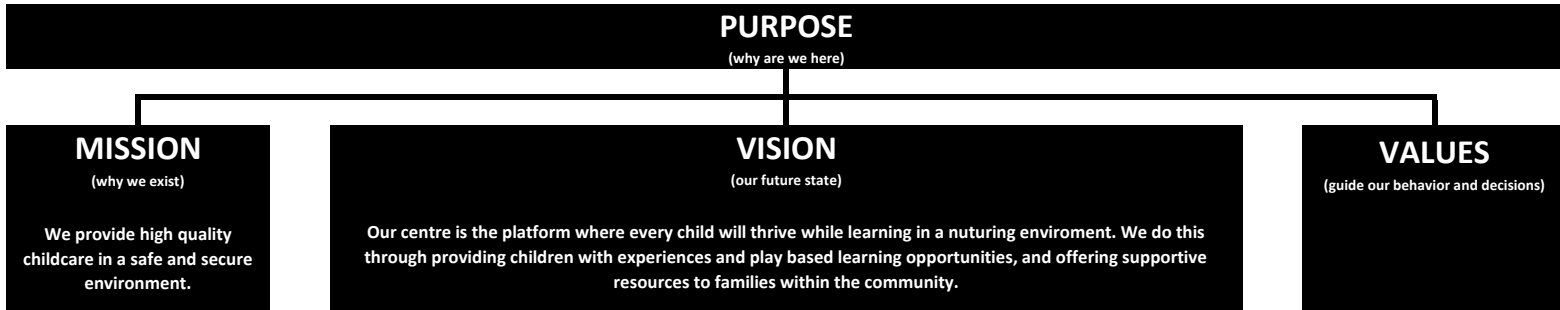 PURPOSE
(why are we here)
MISSION
(why we exist)
We provide high quality
childcare in a safe and secure
environment.
VISION
(our future state)
Our centre is the platform where every child will thrive while learning in a nuturing enviroment. We do this
through providing children with experiences and play based learning opportunities, and offering supportive
resources to families within the community.
VALUES
(guide our behavior and decisions)